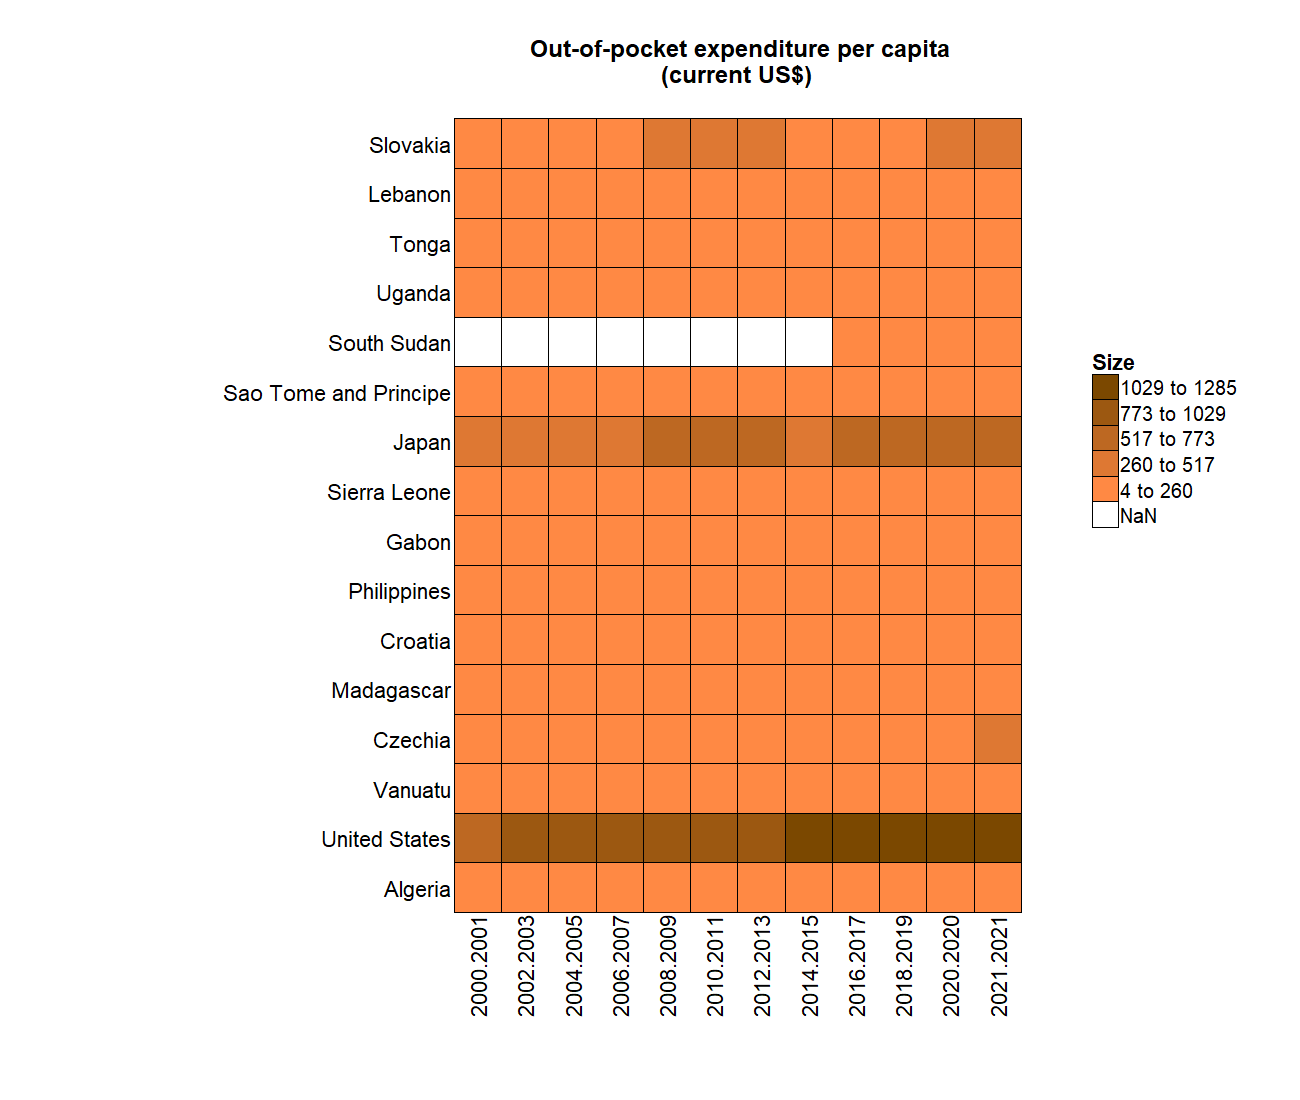 Out-of-pocket expenditure per capita
(current US$)
Slovakia
Lebanon
Tonga
Uganda
South Sudan
Sao Tome and Principe
Japan
Sierra Leone
Gabon
Philippines
Croatia
Madagascar
Czechia
Vanuatu
United States
Algeria
2000.2001
2002.2003
2004.2005
2006.2007
2008.2009
2010.2011
2012.2013
2014.2015
2016.2017
2018.2019
2020.2020
2021.2021
Size
1029 to 1285
773 to 1029
517 to 773
260 to 517
4 to 260
NaN